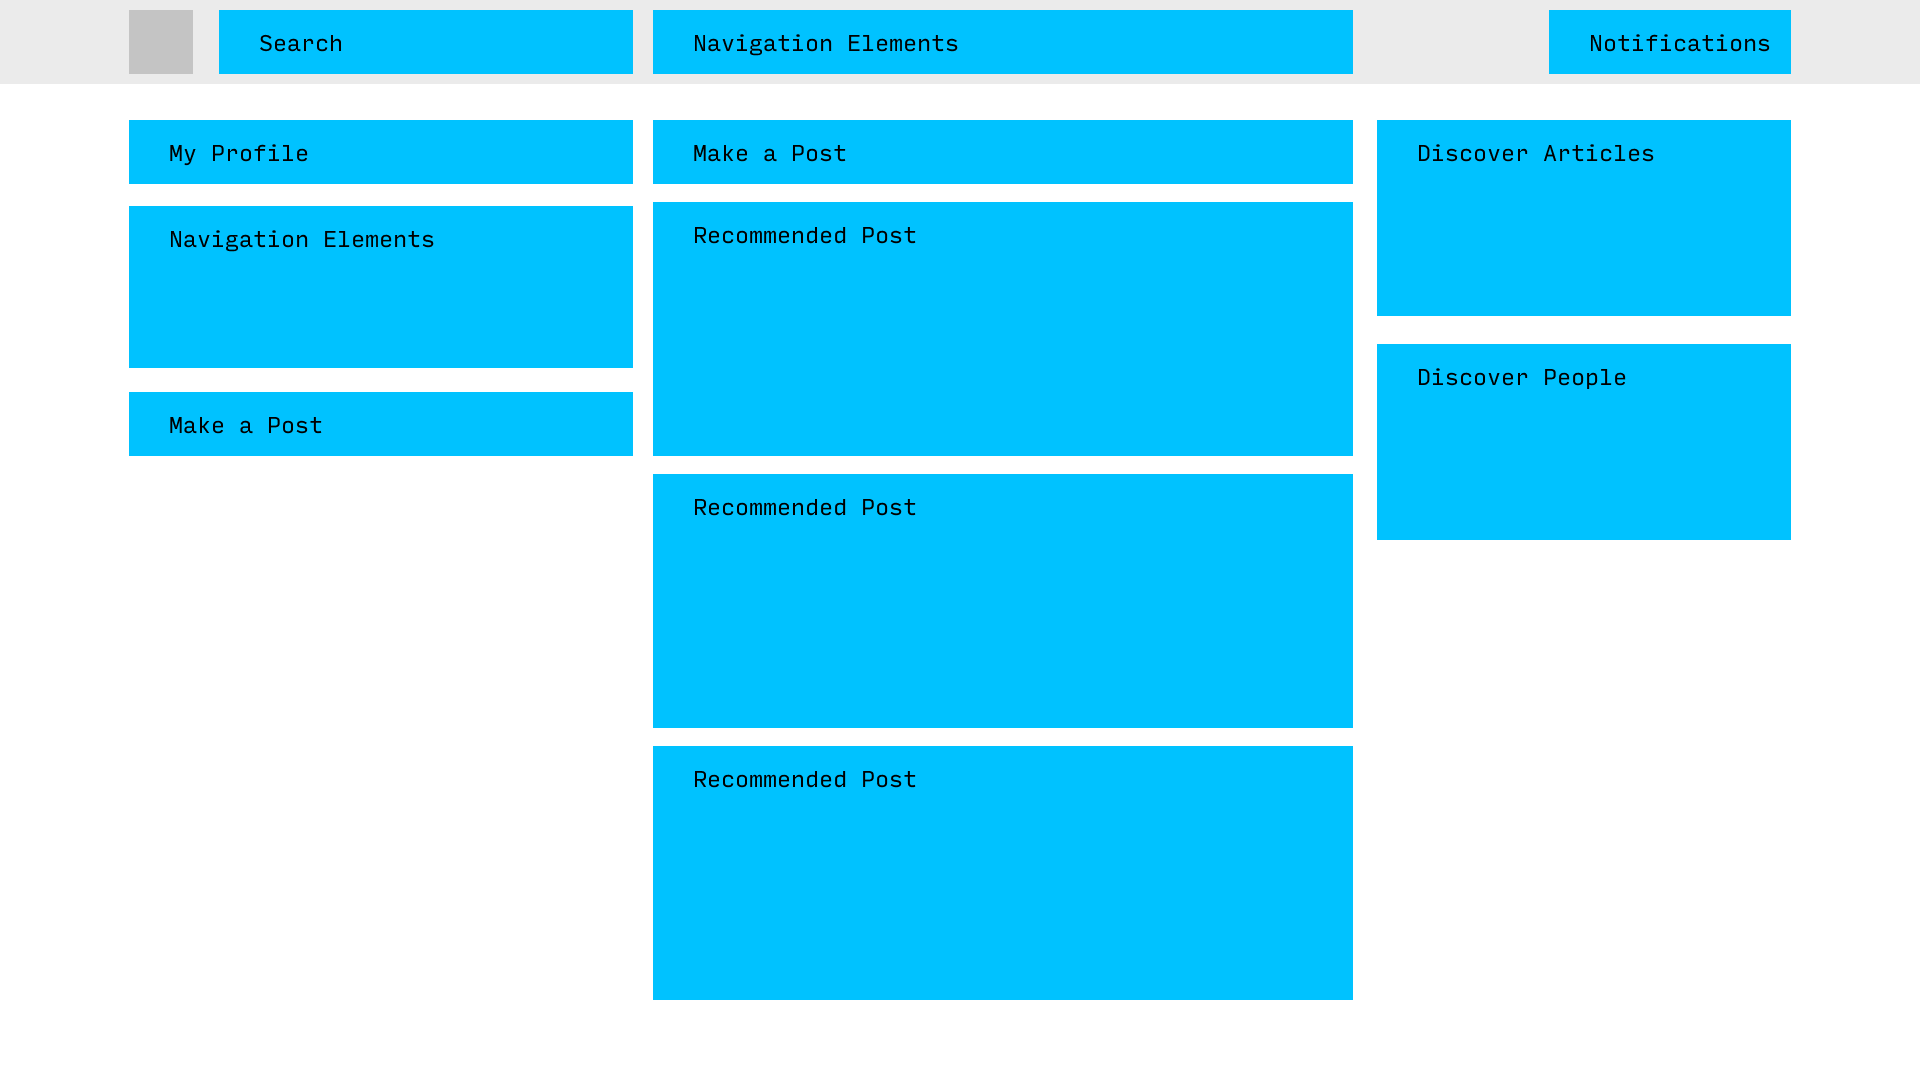 Search
Navigation Elements
Notifications
My Profile
Navigation Elements
Make a Post
Make a Post
Recommended Post
Recommended Post
Recommended Post
Discover Articles
Discover People